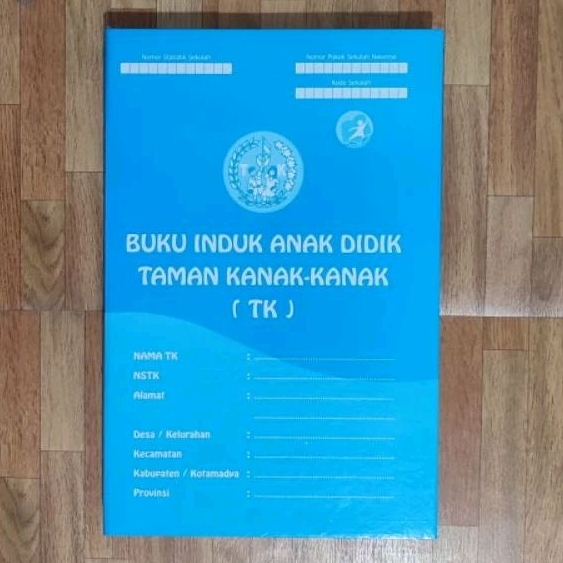 Nomor Statistik Sekolah
Nomor Pokok Sekolah Nasional
Kode Sekolah
BUKU INDUK ANAK DIDIK
TAMAN KANAK-KANAK
( TK )
NAMA TK :
NSTK :
Alamat :
Desa / Kelurahan :
Kecamatan :
Kabupaten / Kotamadya :
Provinsi :